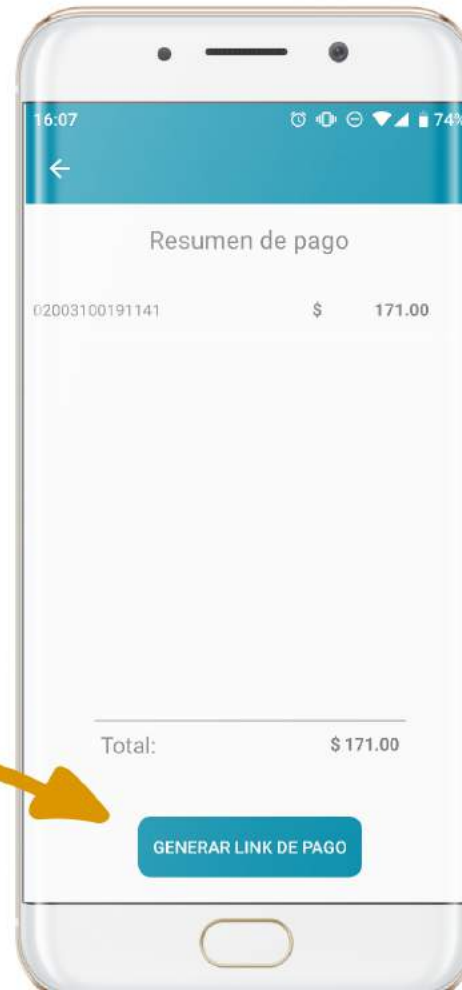 16:07 74%
Resumen de pago
02003100191141 $ 171.00
Total: $ 171.00
GENERAR LINK DE PAGO